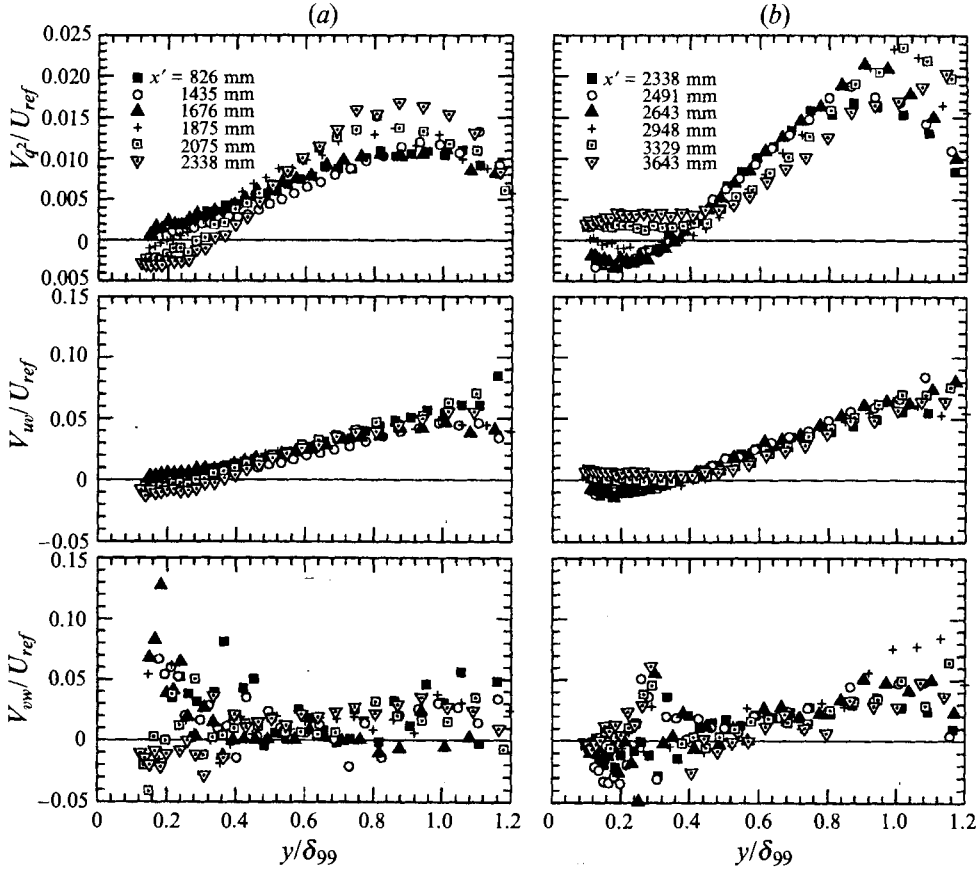 (a)
(b)
0.025
0.020
0.015
0.010
0.005
0
0.005
V_q²/U_ref
x' = 826 mm
1435 mm
1676 mm
1875 mm
2075 mm
2338 mm
x' = 2338 mm
2491 mm
2643 mm
2948 mm
3329 mm
3643 mm
0.15
0.10
0.05
0
−0.05
V_uv/U_ref
0.15
0.10
0.05
0
−0.05
V_vw/U_ref
0
0.2
0.4
0.6
0.8
1.0
1.2
y/δ₉₉
0
0.2
0.4
0.6
0.8
1.0
1.2
y/δ₉₉